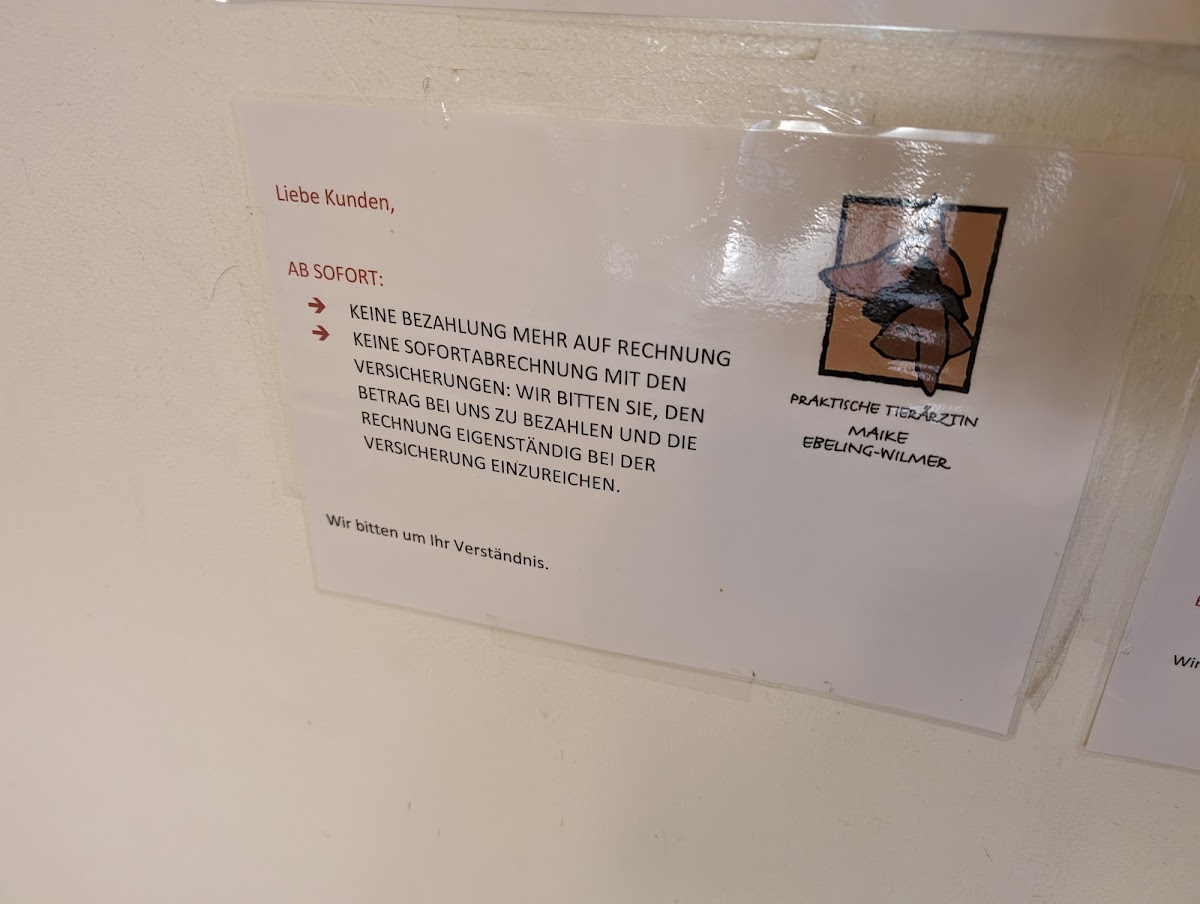 Liebe Kunden,
AB SOFORT:
➔ KEINE BEZAHLUNG MEHR AUF RECHNUNG
➔ KEINE SOFORTABRECHNUNG MIT DEN
VERSICHERUNGEN: WIR BITTEN SIE, DEN
BETRAG BEI UNS ZU BEZAHLEN UND DIE
RECHNUNG EIGENSTÄNDIG BEI DER
VERSICHERUNG EINZUREICHEN.
Wir bitten um Ihr Verständnis.
PRAKTISCHE TIERÄRZTIN
MAIKE
EBELING-WILMER